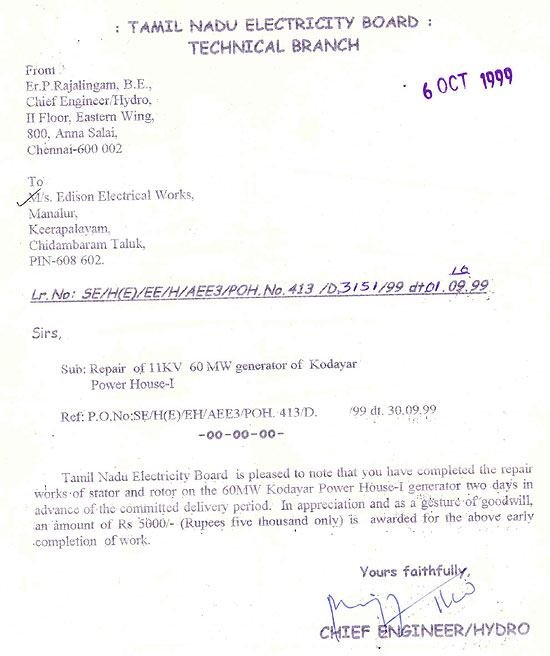 : TAMIL NADU ELECTRICITY BOARD :
TECHNICAL BRANCH
6 OCT 1999
From
Er.P.Rajalingam, B.E.,
Chief Engineer/Hydro,
II Floor, Eastern Wing,
800, Anna Salai,
Chennai-600 002
To
M/s. Edison Electrical Works,
Manalur,
Keerapalayam,
Chidambaram Taluk,
PIN-608 602.
10
Lr.No: SE/H(E)/EE/H/AEE3/POH.No.413 /D.3151/99 dt.01.09.99
Sirs,
Sub: Repair of 11KV 60 MW generator of Kodayar
Power House-I
Ref: P.O.No:SE/H(E)/EH/AEE3/POH. 413/D. /99 dt. 30.09.99
-oo-oo-oo-
Tamil Nadu Electricity Board is pleased to note that you have completed the repair
works of stator and rotor on the 60MW Kodayar Power House-I generator two days in
advance of the committed delivery period. In appreciation and as a gesture of goodwill,
an amount of Rs 5000/- (Rupees five thousand only) is awarded for the above early
completion of work.
Yours faithfully,
CHIEF ENGINEER/HYDRO